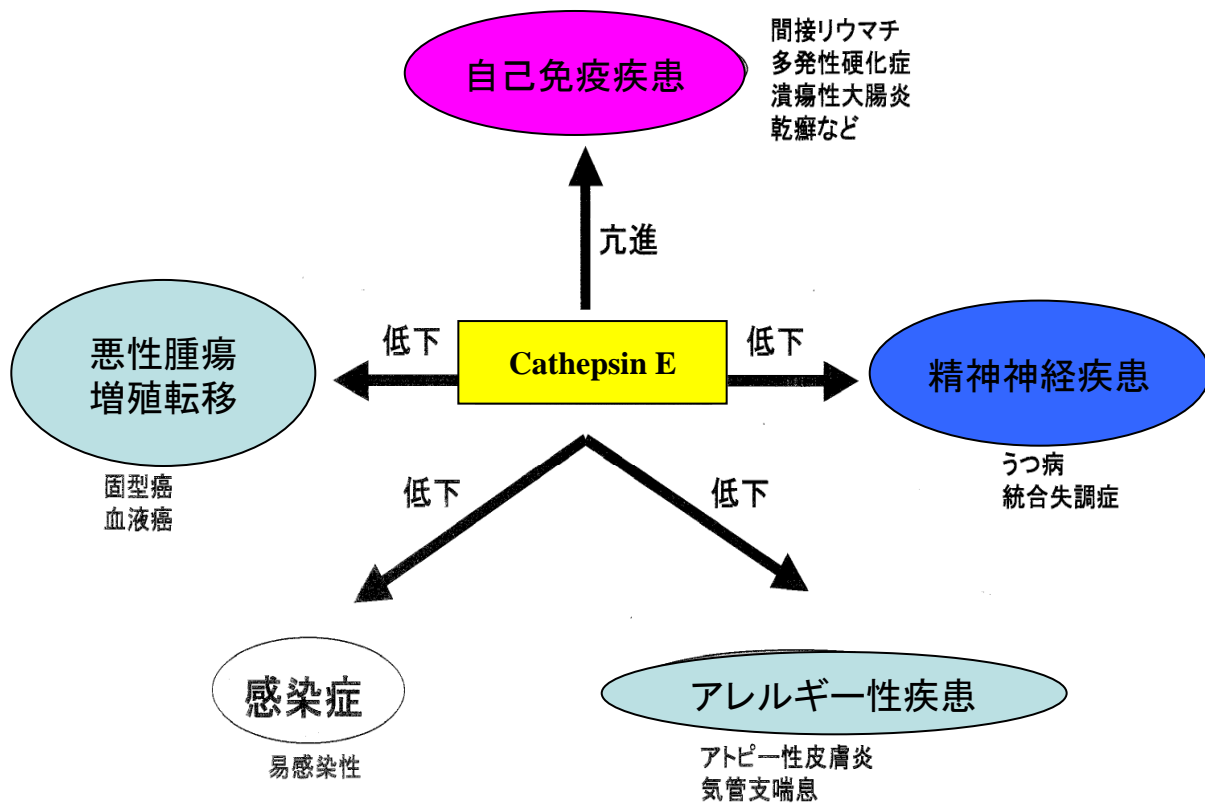 自己免疫疾患
間接リウマチ
多発性硬化症
潰瘍性大腸炎
乾癬など
亢進
悪性腫瘍
増殖転移
固型癌
血液癌
低下
Cathepsin E
低下
精神神経疾患
うつ病
統合失調症
低下
低下
感染症
易感染性
アレルギー性疾患
アトピー性皮膚炎
気管支喘息